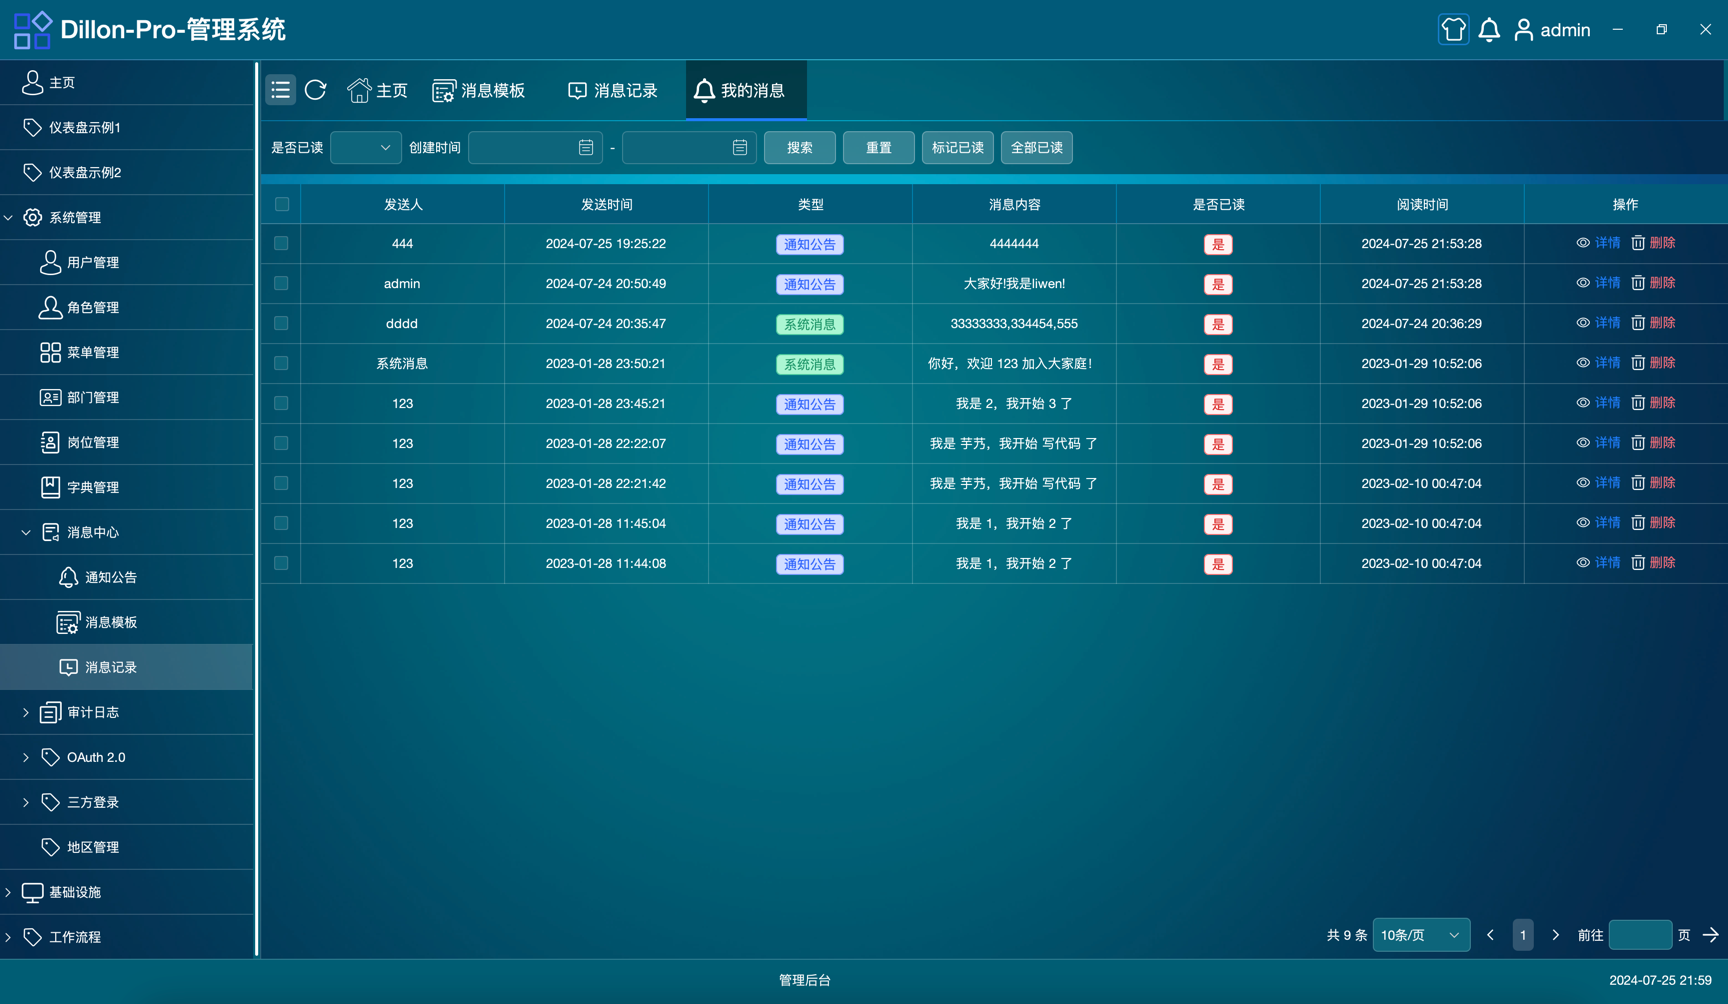 Dillon-Pro-管理系统
admin
主页
仪表盘示例1
仪表盘示例2
系统管理
用户管理
角色管理
菜单管理
部门管理
岗位管理
字典管理
消息中心
通知公告
消息模板
消息记录
审计日志
OAuth 2.0
三方登录
地区管理
基础设施
工作流程
主页 消息模板 消息记录 我的消息
是否已读 创建时间 - 搜索 重置 标记已读 全部已读
发送人 发送时间 类型 消息内容 是否已读 阅读时间 操作
444 2024-07-25 19:25:22 通知公告 4444444 是 2024-07-25 21:53:28 详情 删除
admin 2024-07-24 20:50:49 通知公告 大家好!我是liwen! 是 2024-07-25 21:53:28 详情 删除
dddd 2024-07-24 20:35:47 系统消息 33333333,334454,555 是 2024-07-24 20:36:29 详情 删除
系统消息 2023-01-28 23:50:21 系统消息 你好，欢迎 123 加入大家庭！ 是 2023-01-29 10:52:06 详情 删除
123 2023-01-28 23:45:21 通知公告 我是 2，我开始 3 了 是 2023-01-29 10:52:06 详情 删除
123 2023-01-28 22:22:07 通知公告 我是 芋艿，我开始 写代码 了 是 2023-01-29 10:52:06 详情 删除
123 2023-01-28 22:21:42 通知公告 我是 芋艿，我开始 写代码 了 是 2023-02-10 00:47:04 详情 删除
123 2023-01-28 11:45:04 通知公告 我是 1，我开始 2 了 是 2023-02-10 00:47:04 详情 删除
123 2023-01-28 11:44:08 通知公告 我是 1，我开始 2 了 是 2023-02-10 00:47:04 详情 删除
共 9 条 10条/页 1 前往 页
管理后台
2024-07-25 21:59